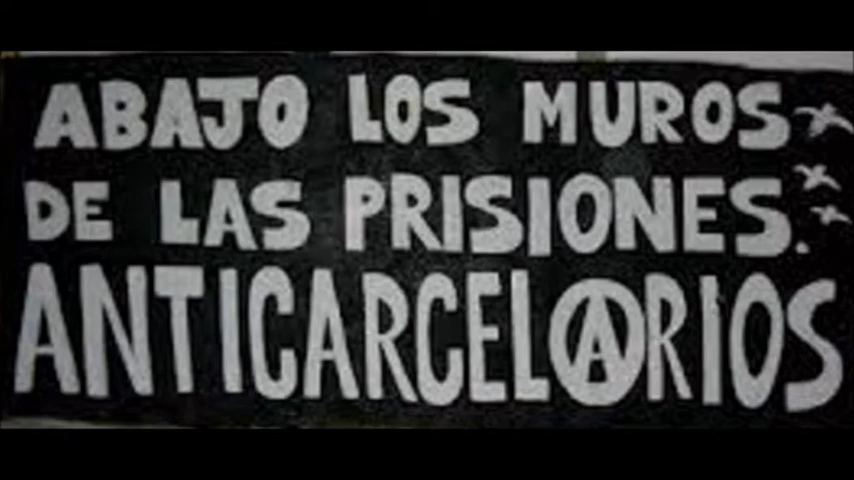 ABAJO LOS MUROS
DE LAS PRISIONES.
ANTICARCELARIOS